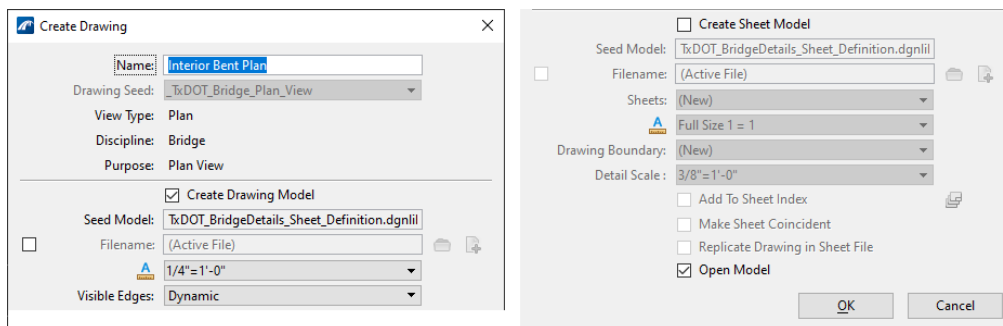 Create Drawing
Name: Interior Bent Plan
Drawing Seed: _TxDOT_Bridge_Plan_View
View Type: Plan
Discipline: Bridge
Purpose: Plan View
Create Drawing Model
Seed Model: TxDOT_BridgeDetails_Sheet_Definition.dgnlil
Filename: (Active File)
A 1/4"=1'-0"
Visible Edges: Dynamic
Create Sheet Model
Seed Model: TxDOT_BridgeDetails_Sheet_Definition.dgnlil
Filename: (Active File)
Sheets: (New)
A Full Size 1 = 1
Drawing Boundary: (New)
Detail Scale : 3/8"=1'-0"
Add To Sheet Index
Make Sheet Coincident
Replicate Drawing in Sheet File
Open Model
OK Cancel